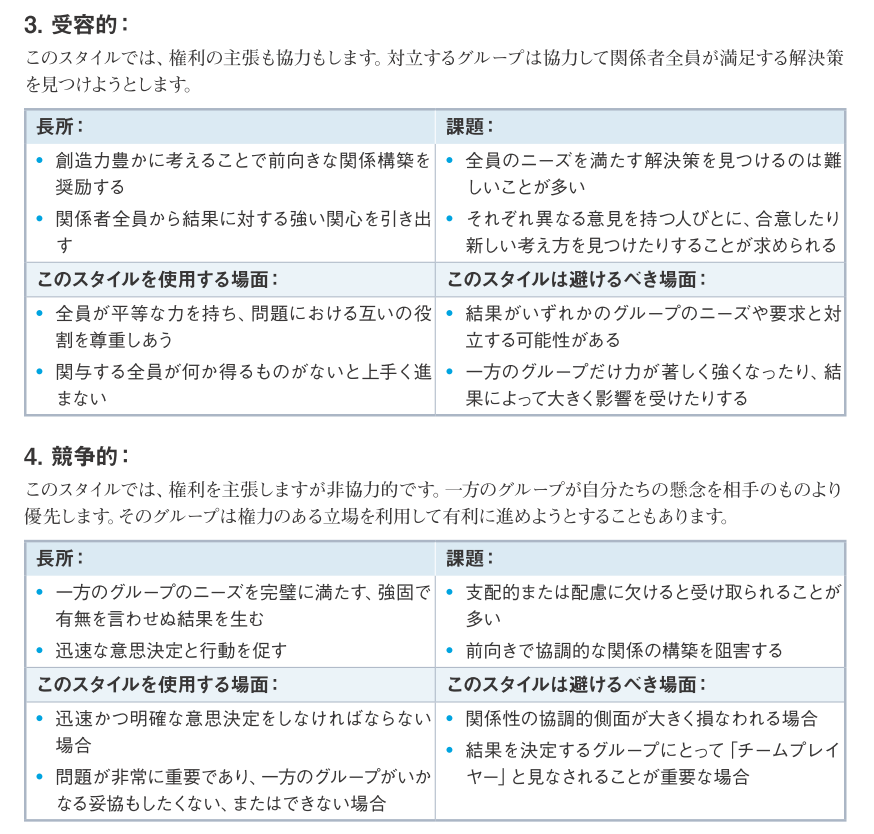 3. 受容的：
このスタイルでは、権利の主張も協力もします。対立するグループは協力して関係者全員が満足する解決策
を見つけようとします。
長所：
• 創造力豊かに考えることで前向きな関係構築を
奨励する
• 関係者全員から結果に対する強い関心を引き出
す
課題：
• 全員のニーズを満たす解決策を見つけるのは難
しいことが多い
• それぞれ異なる意見を持つ人びとに、合意したり
新しい考え方を見つけたりすることが求められる
このスタイルを使用する場面：
• 全員が平等な力を持ち、問題における互いの役
割を尊重しあう
• 関与する全員が何か得るものがないと上手く進
まない
このスタイルは避けるべき場面：
• 結果がいずれかのグループのニーズや要求と対
立する可能性がある
• 一方のグループだけ力が著しく強くなったり、結
果によって大きく影響を受けたりする
4. 競争的：
このスタイルでは、権利を主張しますが非協力的です。一方のグループが自分たちの懸念を相手のものより
優先します。そのグループは権力のある立場を利用して有利に進めようとすることもあります。
長所：
• 一方のグループのニーズを完璧に満たす、強固で
有無を言わせぬ結果を生む
• 迅速な意思決定と行動を促す
課題：
• 支配的または配慮に欠けると受け取られることが
多い
• 前向きで協調的な関係の構築を阻害する
このスタイルを使用する場面：
• 迅速かつ明確な意思決定をしなければならない
場合
• 問題が非常に重要であり、一方のグループがいか
なる妥協もしたくない、またはできない場合
このスタイルは避けるべき場面：
• 関係性の協調的側面が大きく損なわれる場合
• 結果を決定するグループにとって「チームプレイ
ヤー」と見なされることが重要な場合